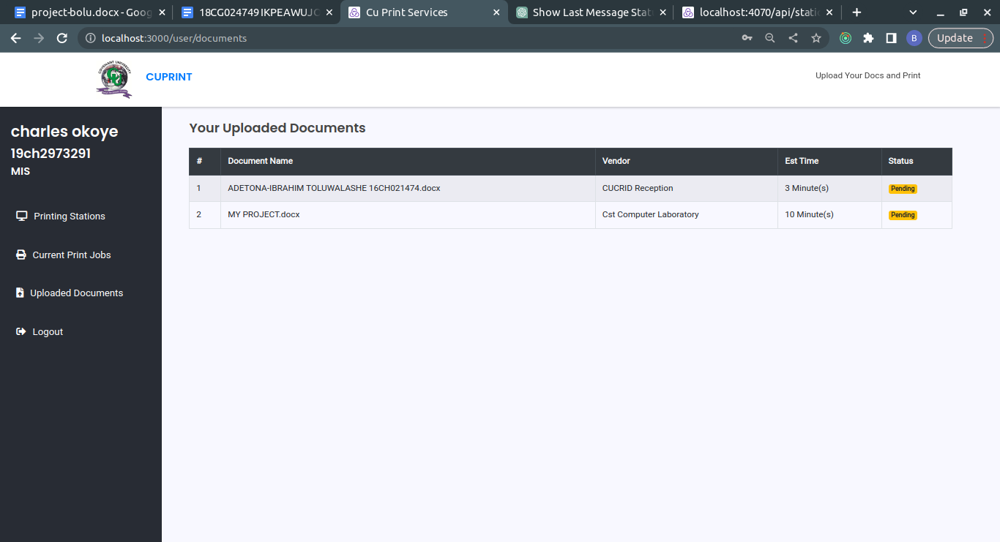 project-bolu.docx - Goog
18CG024749 IKPEAWUJO
Cu Print Services
Show Last Message Stat
localhost:4070/api/stati
localhost:3000/user/documents
B
Update
COVENANT UNIVERSITY
CUPRINT
Upload Your Docs and Print
charles okoye
19ch2973291
MIS
Printing Stations
Current Print Jobs
Uploaded Documents
Logout
Your Uploaded Documents
# Document Name Vendor Est Time Status
1 ADETONA-IBRAHIM TOLUWALASHE 16CH021474.docx CUCRID Reception 3 Minute(s) Pending
2 MY PROJECT.docx Cst Computer Laboratory 10 Minute(s) Pending